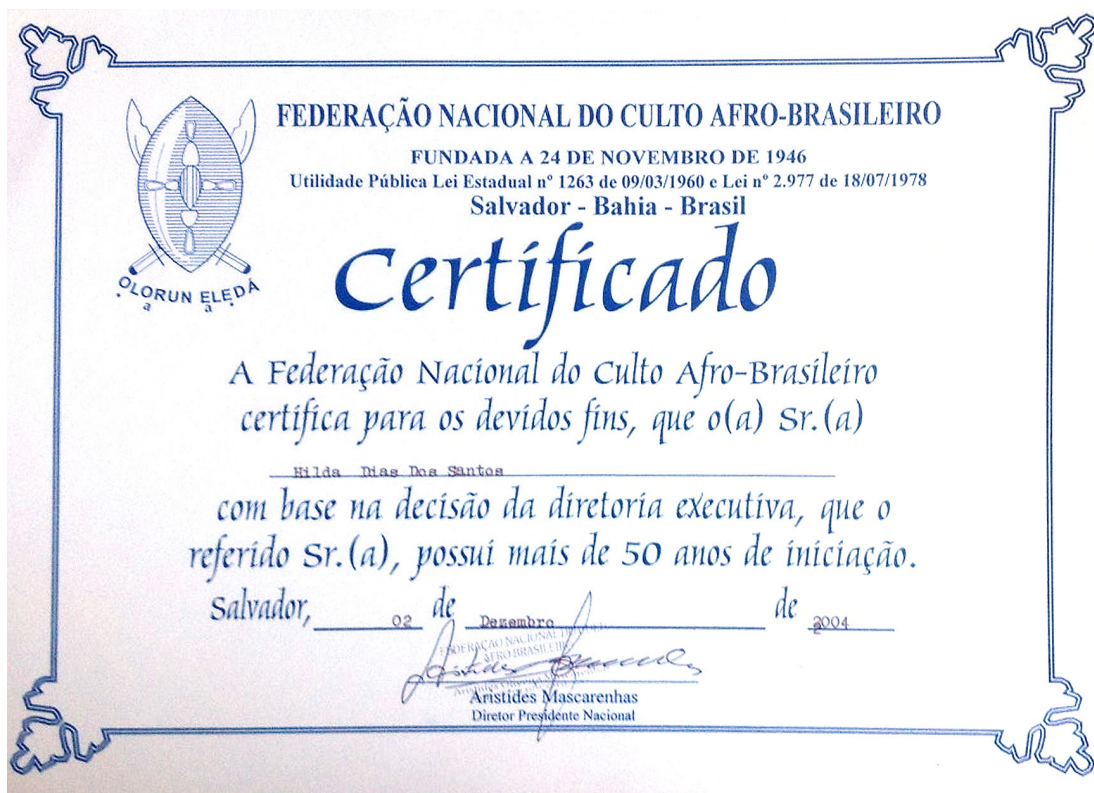 FEDERAÇÃO NACIONAL DO CULTO AFRO-BRASILEIRO
FUNDADA A 24 DE NOVEMBRO DE 1946
Utilidade Pública Lei Estadual nº 1263 de 09/03/1960 e Lei nº 2.977 de 18/07/1978
Salvador - Bahia - Brasil
OLORUN ELEDÁ
a a
Certificado
A Federação Nacional do Culto Afro-Brasileiro
certifica para os devidos fins, que o(a) Sr.(a)
Hilda Dias Dos Santos
com base na decisão da diretoria executiva, que o
referido Sr.(a), possui mais de 50 anos de iniciação.
Salvador, 02 de Dezembro de 2004
FEDERAÇÃO NACIONAL
AFRO BRASILEIRO
Aristides Mascarenhas
Diretor Presidente Nacional